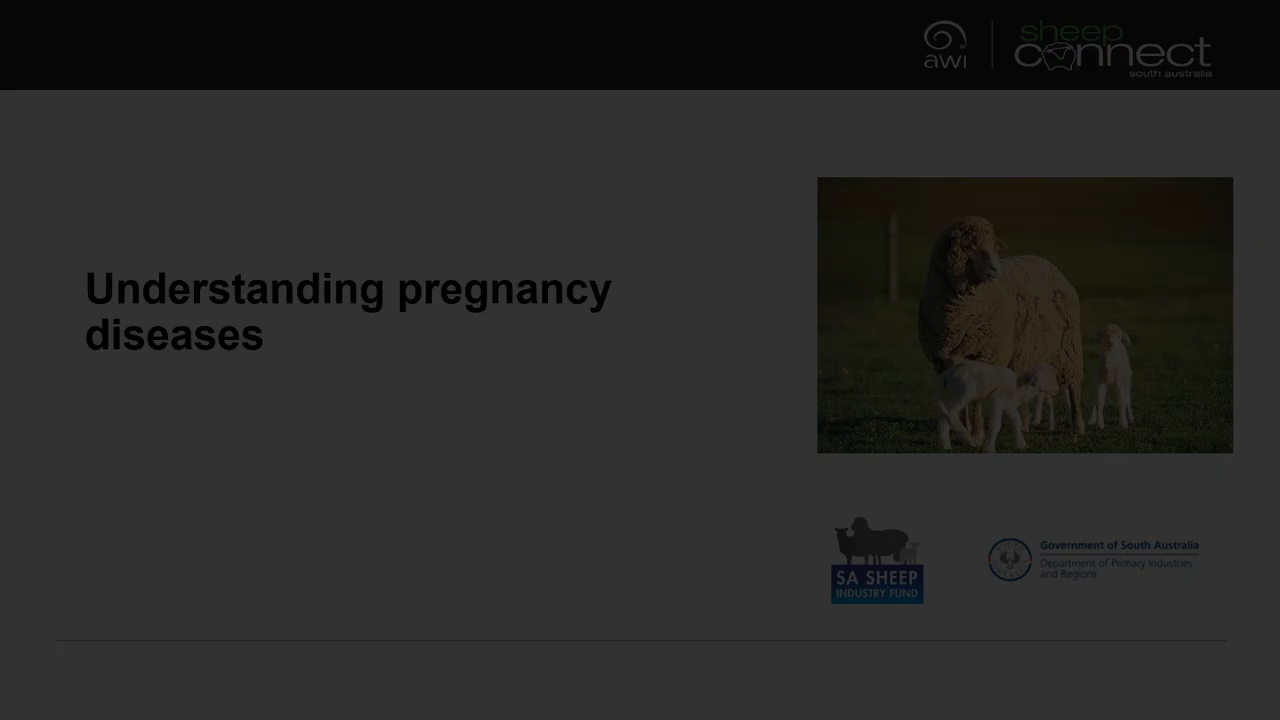 awi
sheep
connect
south australia
Understanding pregnancy
diseases
SA SHEEP
INDUSTRY FUND
Government of South Australia
Department of Primary Industries
and Regions